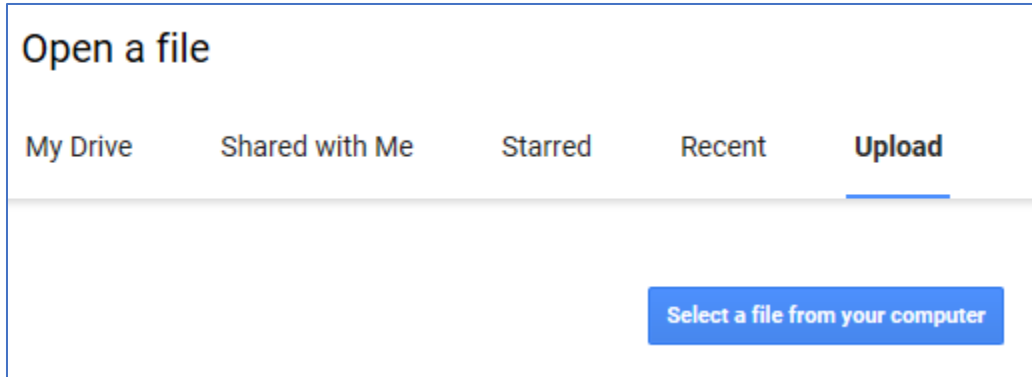 Open a file
My Drive Shared with Me Starred Recent Upload
Select a file from your computer